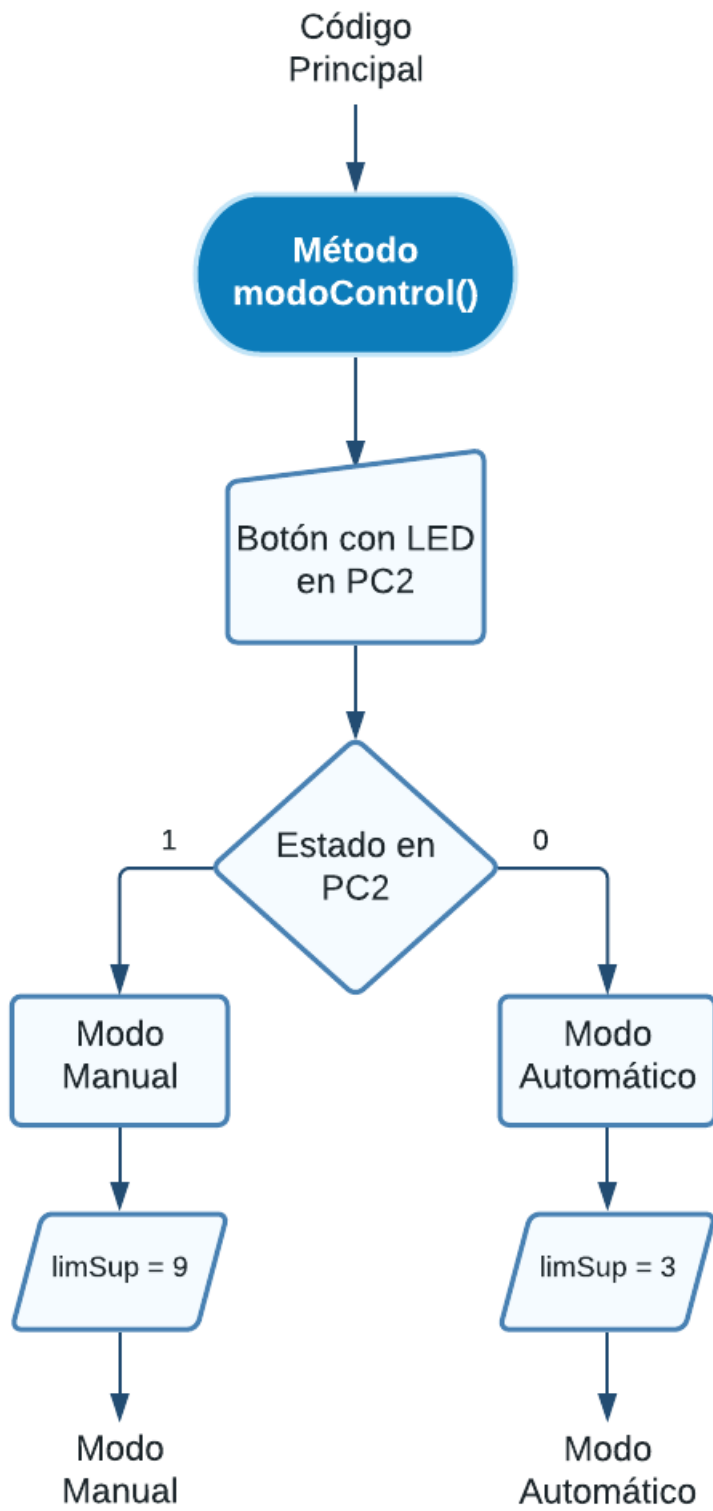 Código
Principal
Método
modoControl()
Botón con LED
en PC2
1
Estado en
PC2
0
Modo
Manual
Modo
Automático
limSup = 9
limSup = 3
Modo
Manual
Modo
Automático